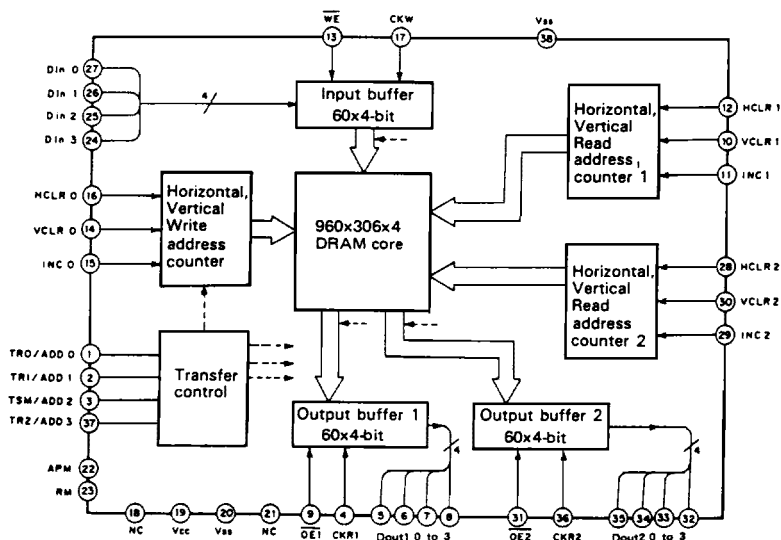 WE CKW Vss
13 17 38
DIn 0 27
DIn 1 26
DIn 2 25
DIn 3 24
4
Input buffer
60x4-bit
Horizontal,
Vertical
Read
address
counter 1
12 HCLR 1
10 VCLR 1
11 INC 1
HCLR 0 16
VCLR 0 14
INC 0 15
Horizontal,
Vertical
Write
address
counter
960x306x4
DRAM core
Horizontal,
Vertical
Read
address
counter 2
28 HCLR2
30 VCLR2
29 INC2
TR0/ADD 0 1
TR1/ADD 1 2
TSM/ADD 2 3
TR2/ADD 3 37
Transfer
control
Output buffer 1
60x4-bit
4
Output buffer 2
60x4-bit
4
APM 22
RM 23
18 19 20 21 9 4 5 6 7 8 31 36 35 34 33 32
NC Vcc Vss NC OE1 CKR1 Dout1 0 to 3 OE2 CKR2 Dout2 0 to 3